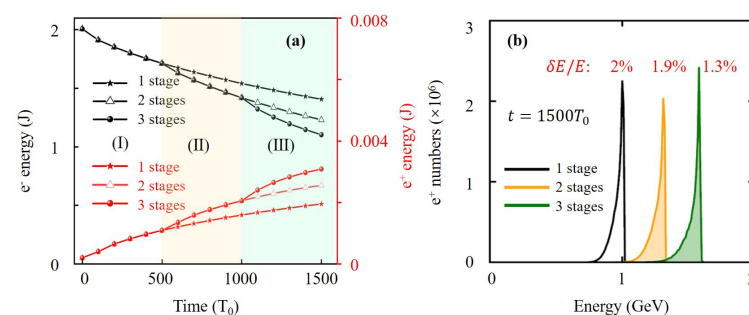 (a)
2
1
0
e⁻ energy (J)
1 stage
2 stages
3 stages
(I)
(II)
(III)
1 stage
2 stages
3 stages
0.008
0.004
0
e⁺ energy (J)
0
500
1000
1500
Time (T₀)
(b)
δE/E: 2% 1.9% 1.3%
t = 1500T₀
1 stage
2 stages
3 stages
3
2
1
0
e⁺ numbers (×10⁶)
0
1
Energy (GeV)